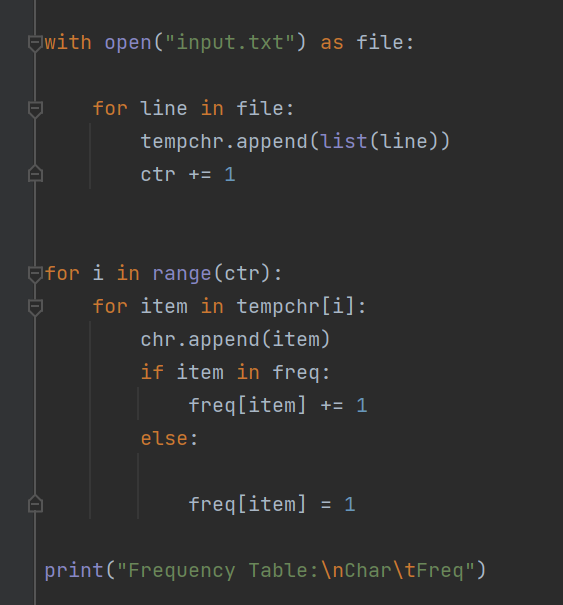 with open("input.txt") as file:
    for line in file:
        tempchr.append(list(line))
        ctr += 1
for i in range(ctr):
    for item in tempchr[i]:
        chr.append(item)
        if item in freq:
            freq[item] += 1
        else:
            freq[item] = 1
print("Frequency Table:\nChar\tFreq")